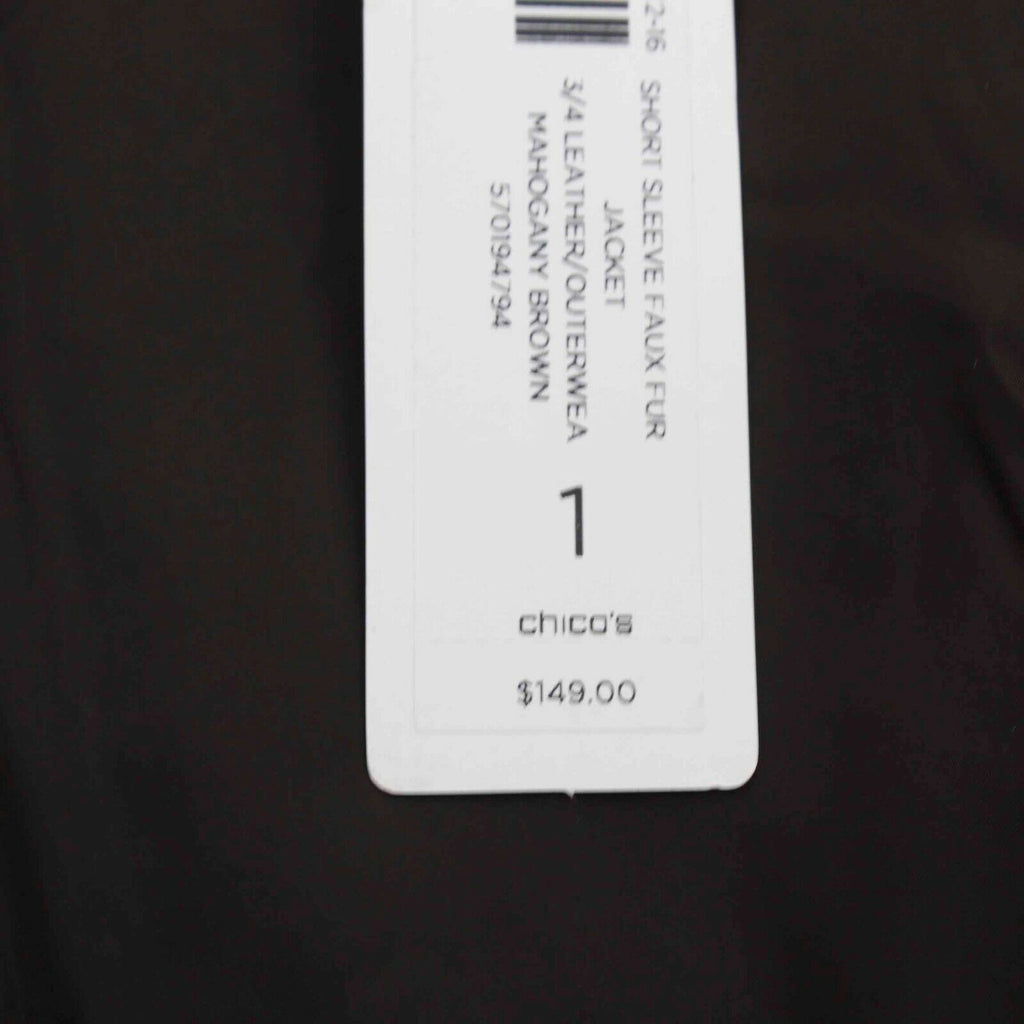 2-16 SHORT SLEEVE FAUX FUR
JACKET
3/4 LEATHER/OUTERWEA
MAHOGANY BROWN
570194794
1
chico's
$149.00